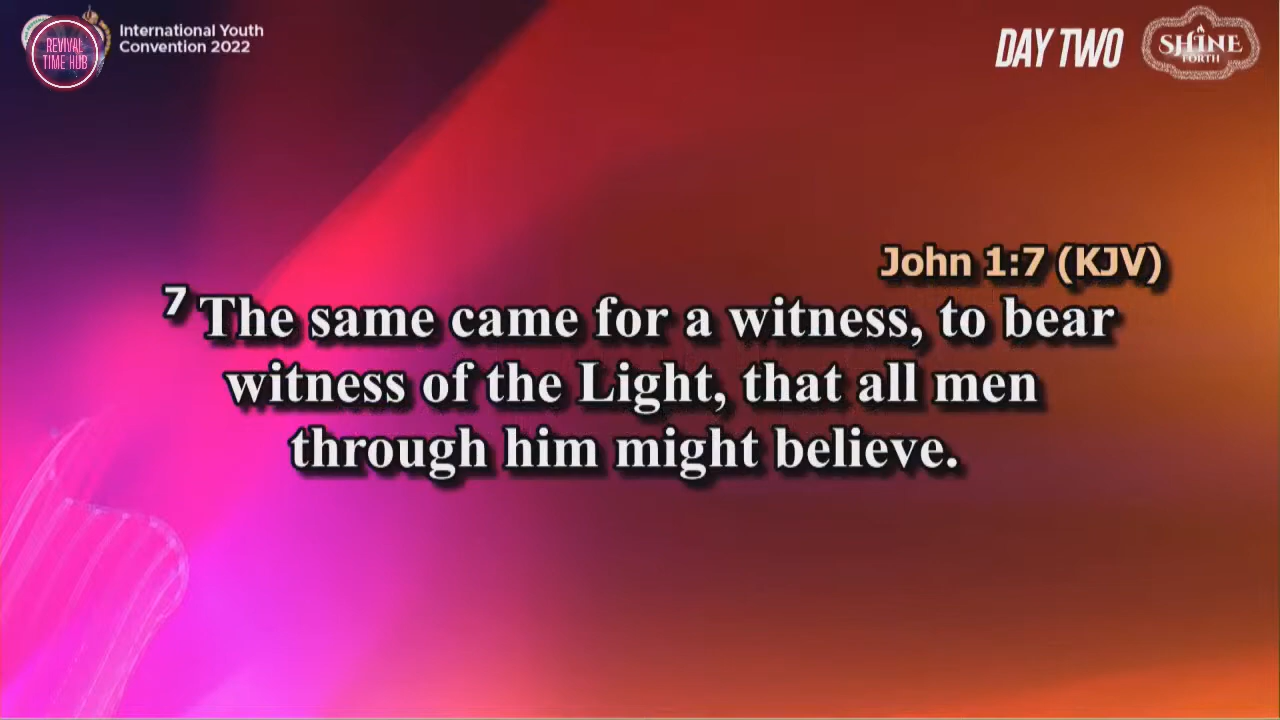 REVIVAL
TIME HUB
International Youth
Convention 2022
DAY TWO
SHINE
FORTH
John 1:7 (KJV)
7 The same came for a witness, to bear
witness of the Light, that all men
through him might believe.